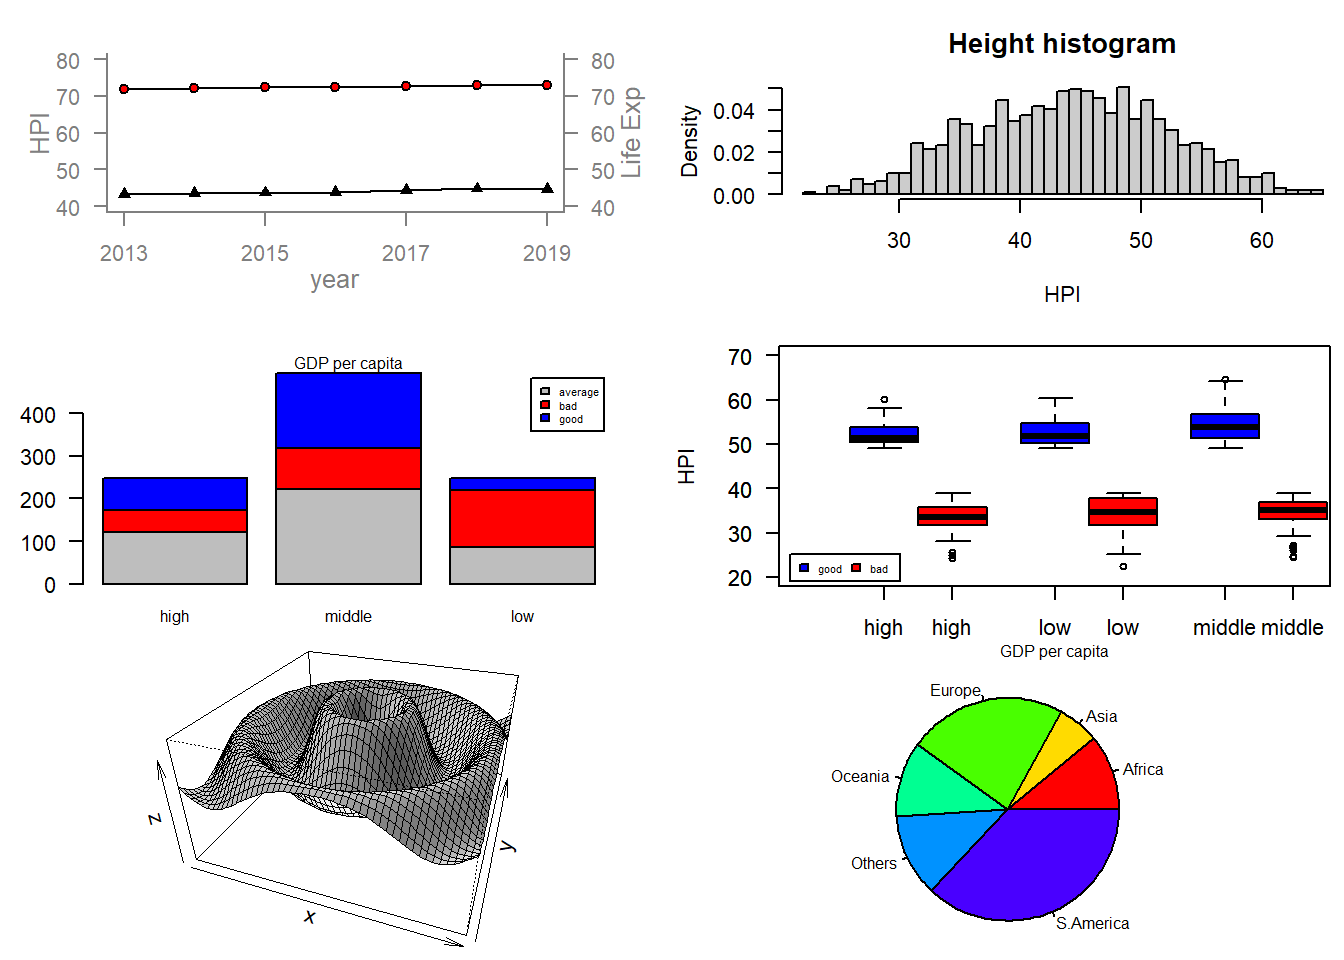 80
70
60
50
40
HPI
80
70
60
50
40
Life Exp
2013 2015 2017 2019
year
Height histogram
Density
0.04
0.02
0.00
30 40 50 60
HPI
GDP per capita
average
bad
good
400
300
200
100
0
high middle low
HPI
70
60
50
40
30
20
good bad
high high low low middle middle
GDP per capita
z
x
y
Europe
Asia
Africa
Oceania
Others
S.America